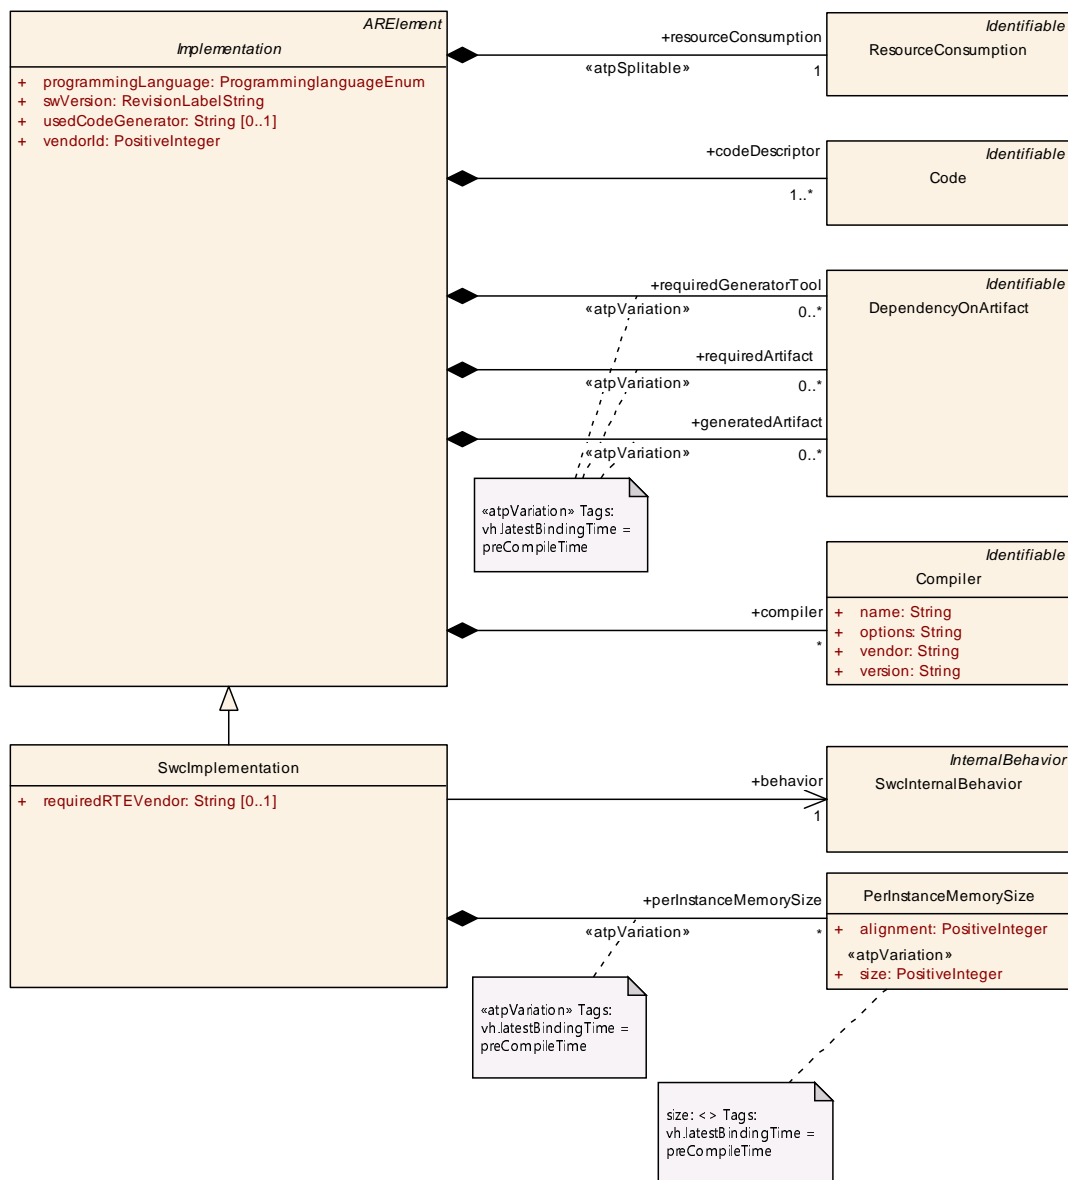 ARElement
Implementation
+ programmingLanguage: ProgramminglanguageEnum
+ swVersion: RevisionLabelString
+ usedCodeGenerator: String [0..1]
+ vendorId: PositiveInteger
+resourceConsumption
«atpSplitable»
1
Identifiable
ResourceConsumption
+codeDescriptor
1..*
Identifiable
Code
+requiredGeneratorTool
«atpVariation»
0..*
+requiredArtifact
«atpVariation»
0..*
+generatedArtifact
«atpVariation»
0..*
Identifiable
DependencyOnArtifact
«atpVariation» Tags:
vh.latestBindingTime =
preCompileTime
+compiler
*
Identifiable
Compiler
+ name: String
+ options: String
+ vendor: String
+ version: String
SwcImplementation
+ requiredRTEVendor: String [0..1]
+behavior
1
InternalBehavior
SwcInternalBehavior
+perInstanceMemorySize
«atpVariation»
*
PerInstanceMemorySize
+ alignment: PositiveInteger
«atpVariation»
+ size: PositiveInteger
«atpVariation» Tags:
vh.latestBindingTime =
preCompileTime
size: < > Tags:
vh.latestBindingTime =
preCompileTime